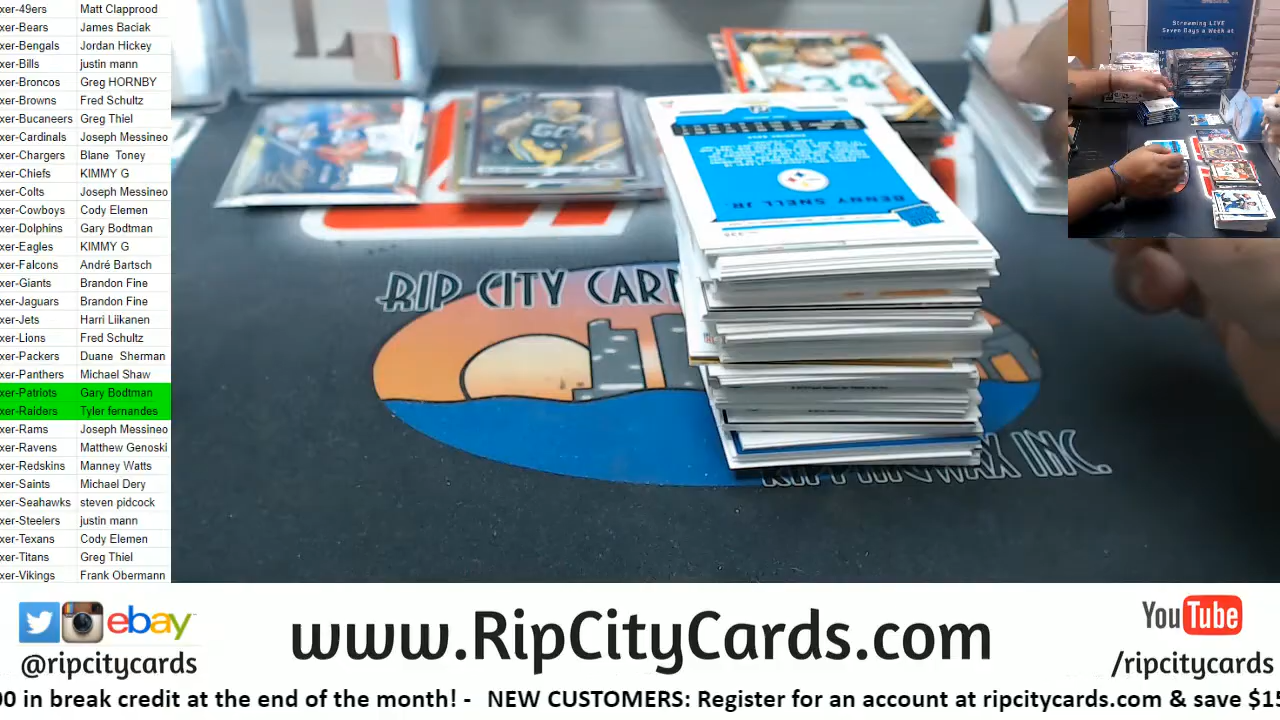 xer-49ers Matt Clapprood
xer-Bears James Baciak
xer-Bengals Jordan Hickey
xer-Bills justin mann
xer-Broncos Greg HORNBY
xer-Browns Fred Schultz
xer-Bucaneers Greg Thiel
xer-Cardinals Joseph Messineo
xer-Chargers Blane Toney
xer-Chiefs KIMMY G
xer-Colts Joseph Messineo
xer-Cowboys Cody Elemen
xer-Dolphins Gary Bodtman
xer-Eagles KIMMY G
xer-Falcons André Bartsch
xer-Giants Brandon Fine
xer-Jaguars Brandon Fine
xer-Jets Harri Liikanen
xer-Lions Fred Schultz
xer-Packers Duane Sherman
xer-Panthers Michael Shaw
xer-Patriots Gary Bodtman
xer-Raiders Tyler fernandes
xer-Rams Joseph Messineo
xer-Ravens Matthew Genoski
xer-Redskins Manney Watts
xer-Saints Michael Dery
xer-Seahawks steven pidcock
xer-Steelers justin mann
xer-Texans Cody Elemen
xer-Titans Greg Thiel
xer-Vikings Frank Obermann
34
BENNY SNELL JR
RIP CITY CAR
RIPPINGWAX INC.
Streaming LIVE
Seven Days a Week at
ebay
@ripcitycards
www.RipCityCards.com
YouTube
/ripcitycards
00 in break credit at the end of the month! - NEW CUSTOMERS: Register for an account at ripcitycards.com & save $15